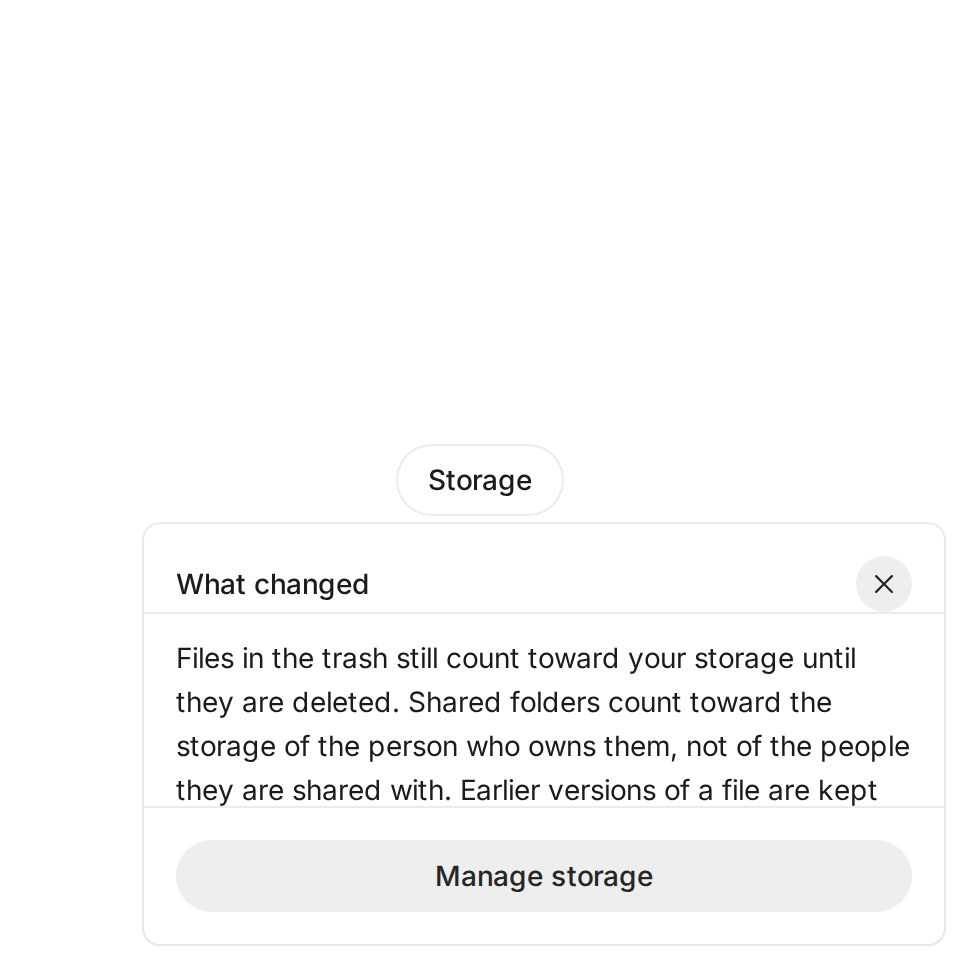 Storage
What changed
Files in the trash still count toward your storage until
they are deleted. Shared folders count toward the
storage of the person who owns them, not of the people
they are shared with. Earlier versions of a file are kept
Manage storage